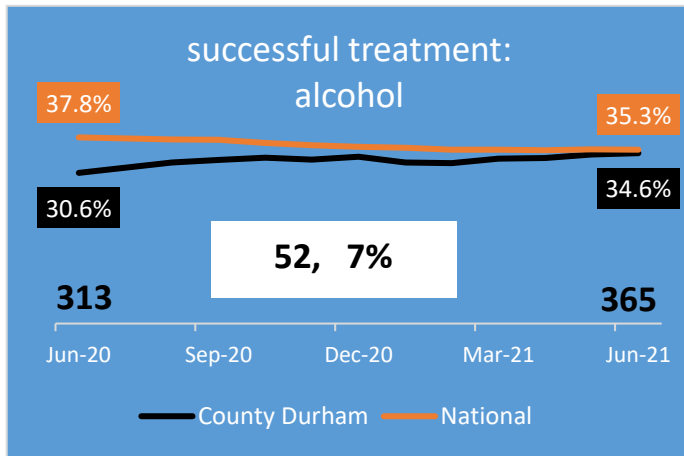 successful treatment:
alcohol
37.8%
35.3%
30.6%
34.6%
52, 7%
313
365
Jun-20 Sep-20 Dec-20 Mar-21 Jun-21
County Durham National